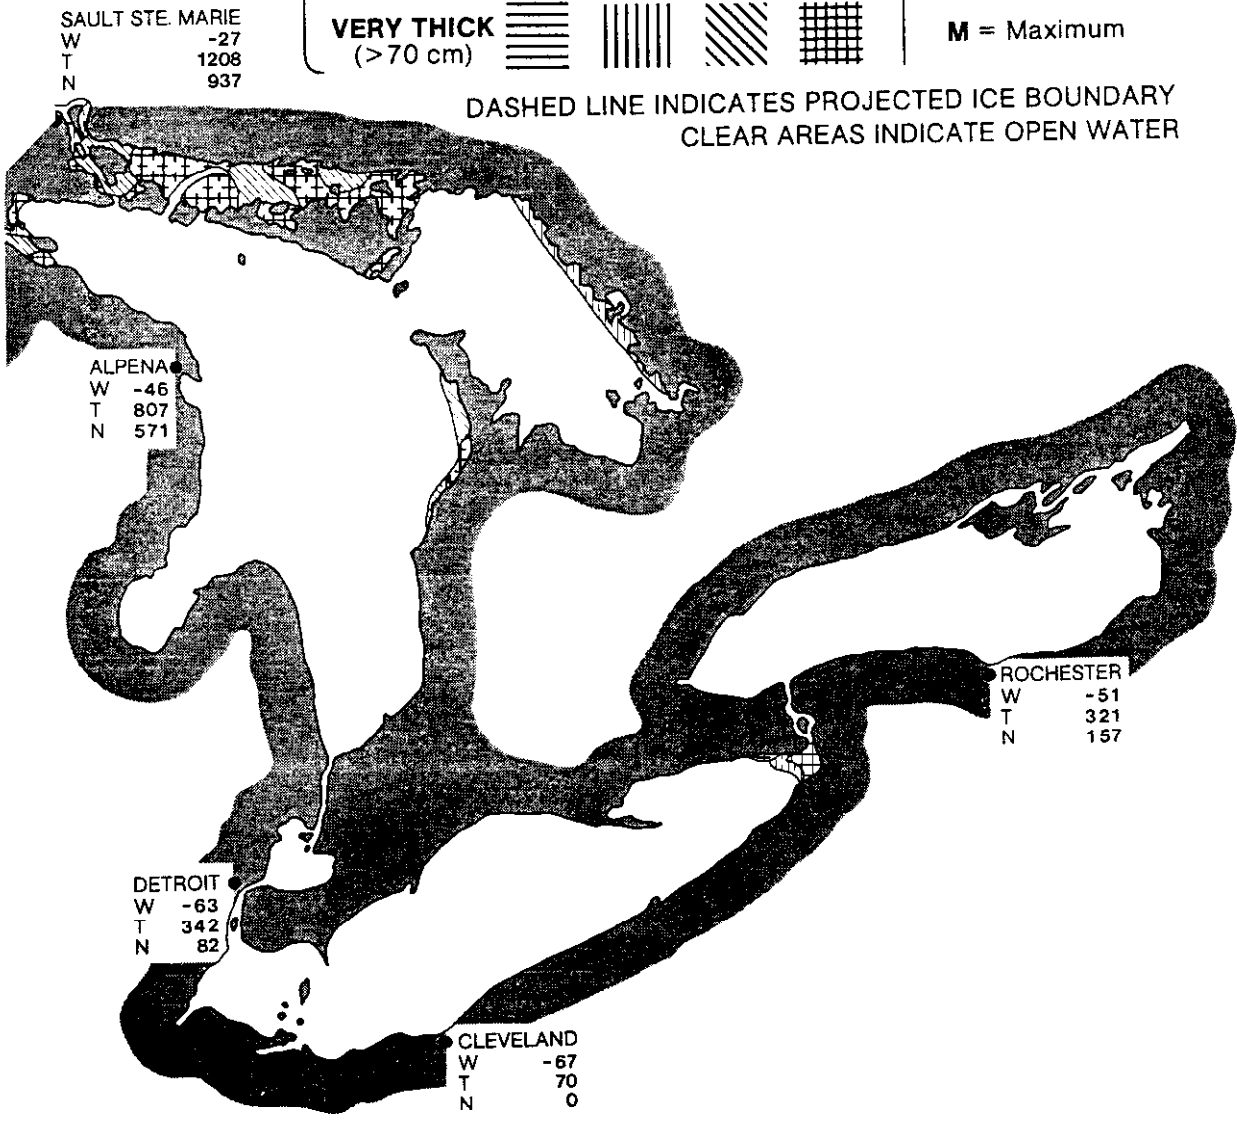 SAULT STE. MARIE
W -27
T 1208
N 937
VERY THICK
(>70 cm)
M = Maximum
DASHED LINE INDICATES PROJECTED ICE BOUNDARY
CLEAR AREAS INDICATE OPEN WATER
ALPENA
W -46
T 807
N 571
ROCHESTER
W -51
T 321
N 157
DETROIT
W -63
T 342
N 82
CLEVELAND
W -67
T 70
N 0